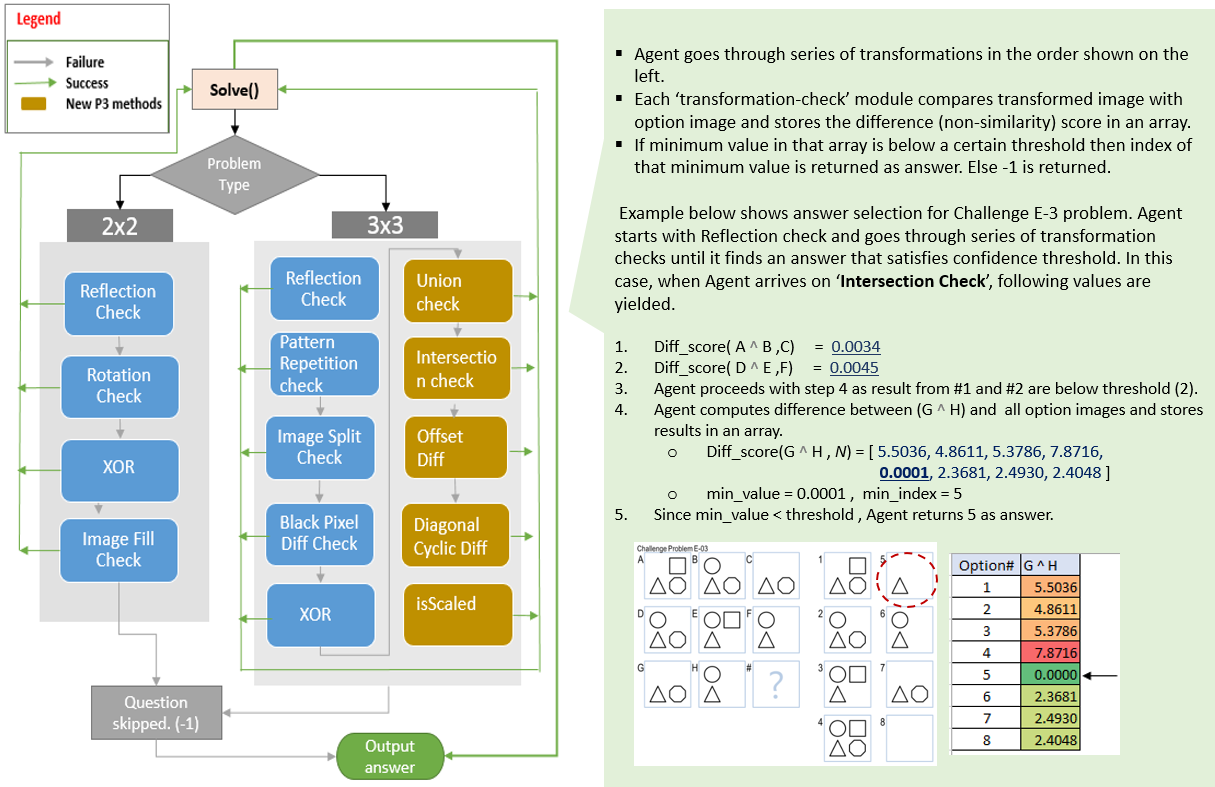 Legend
Failure
Success
New P3 methods
Solve()
Problem
Type
2x2
3x3
Reflection
Check
Rotation
Check
XOR
Image Fill
Check
Reflection
Check
Pattern
Repetition
check
Image Split
Check
Black Pixel
Diff Check
XOR
Union
check
Intersectio
n check
Offset
Diff
Diagonal
Cyclic Diff
isScaled
Question
skipped. (-1)
Output
answer
▪ Agent goes through series of transformations in the order shown on the
left.
▪ Each ‘transformation-check’ module compares transformed image with
option image and stores the difference (non-similarity) score in an array.
▪ If minimum value in that array is below a certain threshold then index of
that minimum value is returned as answer. Else -1 is returned.
Example below shows answer selection for Challenge E-3 problem. Agent
starts with Reflection check and goes through series of transformation
checks until it finds an answer that satisfies confidence threshold. In this
case, when Agent arrives on ‘Intersection Check’, following values are
yielded.
1. Diff_score( A ^ B ,C) = 0.0034
2. Diff_score( D ^ E ,F) = 0.0045
3. Agent proceeds with step 4 as result from #1 and #2 are below threshold (2).
4. Agent computes difference between (G ^ H) and all option images and stores
results in an array.
o Diff_score(G ^ H , N) = [ 5.5036, 4.8611, 5.3786, 7.8716,
0.0001, 2.3681, 2.4930, 2.4048 ]
o min_value = 0.0001 , min_index = 5
5. Since min_value < threshold , Agent returns 5 as answer.
Challenge Problem E-03
A B C 1 5
D E F 2 6
G H # ? 3 7
4 8
Option# G ^ H
1 5.5036
2 4.8611
3 5.3786
4 7.8716
5 0.0000
6 2.3681
7 2.4930
8 2.4048